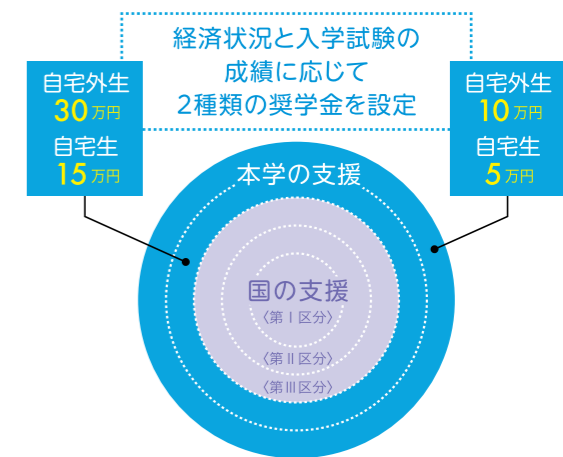 経済状況と入学試験の
成績に応じて
2種類の奨学金を設定
自宅外生
30万円
自宅生
15万円
自宅外生
10万円
自宅生
5万円
本学の支援
国の支援
〈第Ⅰ区分〉
〈第Ⅱ区分〉
〈第Ⅲ区分〉